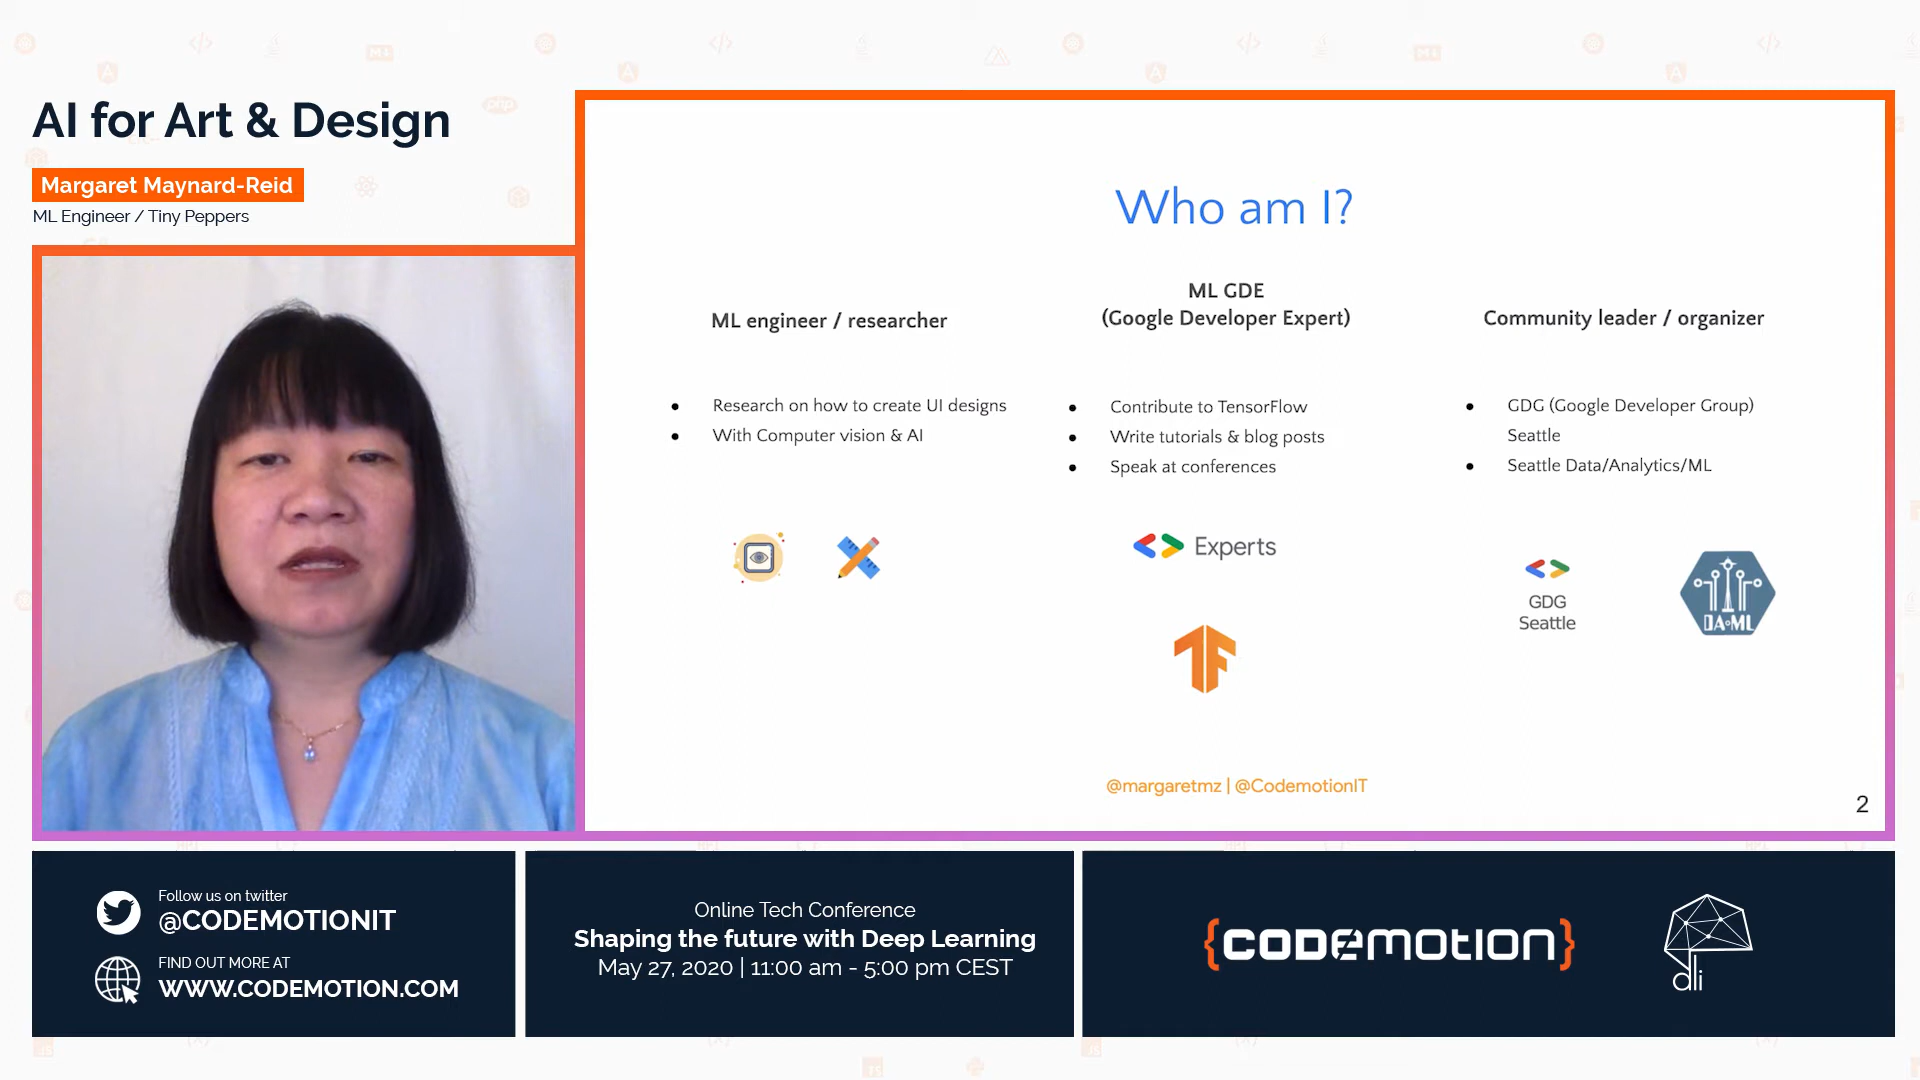 AI for Art & Design
Margaret Maynard-Reid
ML Engineer / Tiny Peppers
Who am I?
ML engineer / researcher
Research on how to create UI designs
With Computer vision & AI
ML GDE
(Google Developer Expert)
Contribute to TensorFlow
Write tutorials & blog posts
Speak at conferences
Experts
Community leader / organizer
GDG (Google Developer Group)
Seattle
Seattle Data/Analytics/ML
GDG
Seattle
DA•ML
@margaretmz | @CodemotionIT
2
Follow us on twitter
@CODEMOTIONIT
FIND OUT MORE AT
WWW.CODEMOTION.COM
Online Tech Conference
Shaping the future with Deep Learning
May 27, 2020 | 11:00 am - 5:00 pm CEST
{CODEMOTION}
dli